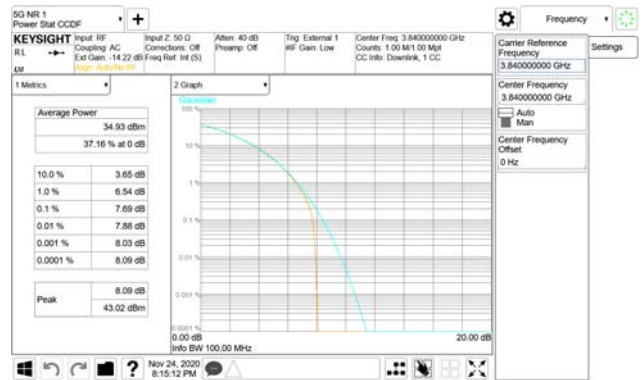 5G NR 1
Power Stat CCDF
Frequency
KEYSIGHT
RL
Input: RF
Coupling: AC
Ext Gain: -14.22 dB
Align: Auto/No RF
Input Z: 50 Ω
Corrections: Off
Freq Ref: Int (S)
Atten: 40 dB
Preamp: Off
Trig: External 1
#IF Gain: Low
Center Freq: 3.840000000 GHz
Counts: 1.00 M/1.00 Mpt
CC Info: Downlink, 1 CC
Carrier Reference
Frequency
3.840000000 GHz
Settings
Center Frequency
3.840000000 GHz
Auto
Man
Center Frequency
Offset
0 Hz
1 Metrics
Average Power
34.93 dBm
37.16 % at 0 dB
10.0 % 3.65 dB
1.0 % 6.54 dB
0.1 % 7.69 dB
0.01 % 7.88 dB
0.001 % 8.03 dB
0.0001 % 8.09 dB
Peak
8.09 dB
43.02 dBm
2 Graph
Gaussian
100 %
10 %
1 %
0.1 %
0.01 %
0.001 %
0.0001 %
0.00 dB
20.00 dB
Info BW 100.00 MHz
Nov 24, 2020
8:15:12 PM